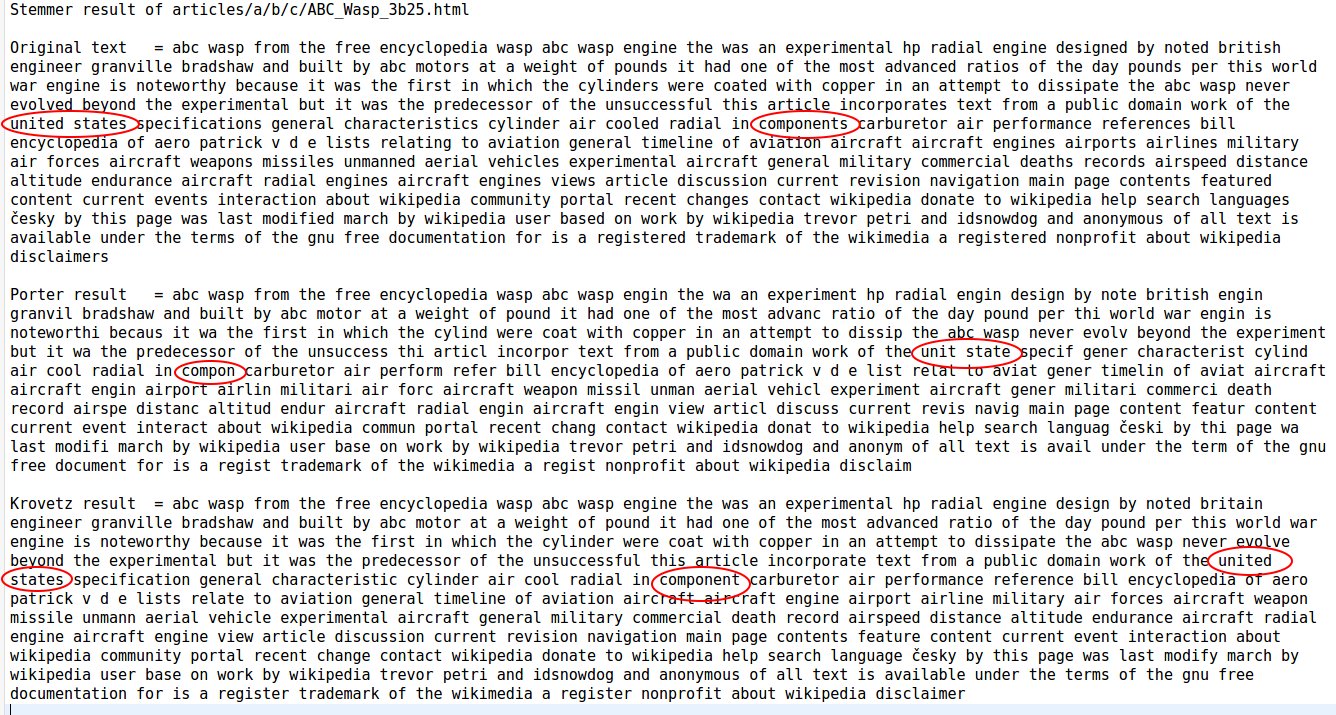 Stemmer result of articles/a/b/c/ABC_Wasp_3b25.html
Original text   = abc wasp from the free encyclopedia wasp abc wasp engine the was an experimental hp radial engine designed by noted british
engineer granville bradshaw and built by abc motors at a weight of pounds it had one of the most advanced ratios of the day pounds per this world
war engine is noteworthy because it was the first in which the cylinders were coated with copper in an attempt to dissipate the abc wasp never
evolved beyond the experimental but it was the predecessor of the unsuccessful this article incorporates text from a public domain work of the
united states specifications general characteristics cylinder air cooled radial in components carburetor air performance references bill
encyclopedia of aero patrick v d e lists relating to aviation general timeline of aviation aircraft aircraft engines airports airlines military
air forces aircraft weapons missiles unmanned aerial vehicles experimental aircraft general military commercial deaths records airspeed distance
altitude endurance aircraft radial engines aircraft engines views article discussion current revision navigation main page contents featured
content current events interaction about wikipedia community portal recent changes contact wikipedia donate to wikipedia help search languages
česky by this page was last modified march by wikipedia user based on work by wikipedia trevor petri and idsnowdog and anonymous of all text is
available under the terms of the gnu free documentation for is a registered trademark of the wikimedia a registered nonprofit about wikipedia
disclaimers
Porter result   = abc wasp from the free encyclopedia wasp abc wasp engin the wa an experiment hp radial engin design by note british engin
granvil bradshaw and built by abc motor at a weight of pound it had one of the most advanc ratio of the day pound per thi world war engin is
noteworthi becaus it wa the first in which the cylind were coat with copper in an attempt to dissip the abc wasp never evolv beyond the experiment
but it wa the predecessor of the unsuccess thi articl incorpor text from a public domain work of the unit state specif gener characterist cylind
air cool radial in compon carburetor air perform refer bill encyclopedia of aero patrick v d e list relat to aviat gener timelin of aviat aircraft
aircraft engin airport airlin militari air forc aircraft weapon missil unman aerial vehicl experiment aircraft gener militari commerci death
record airspe distanc altitud endur aircraft radial engin aircraft engin view articl discuss current revis navig main page content featur content
current event interact about wikipedia commun portal recent chang contact wikipedia donat to wikipedia help search languag česki by thi page wa
last modifi march by wikipedia user base on work by wikipedia trevor petri and idsnowdog and anonym of all text is avail under the term of the gnu
free document for is a regist trademark of the wikimedia a regist nonprofit about wikipedia disclaim
Krovetz result  = abc wasp from the free encyclopedia wasp abc wasp engine the was an experimental hp radial engine design by noted britain
engineer granville bradshaw and built by abc motor at a weight of pound it had one of the most advanced ratio of the day pound per this world war
engine is noteworthy because it was the first in which the cylinder were coat with copper in an attempt to dissipate the abc wasp never evolve
beyond the experimental but it was the predecessor of the unsuccessful this article incorporate text from a public domain work of the united
states specification general characteristic cylinder air cool radial in component carburetor air performance reference bill encyclopedia of aero
patrick v d e lists relate to aviation general timeline of aviation aircraft aircraft engine airport airline military air forces aircraft weapon
missile unmann aerial vehicle experimental aircraft general military commercial death record airspeed distance altitude endurance aircraft radial
engine aircraft engine view article discussion current revision navigation main page contents feature content current event interaction about
wikipedia community portal recent change contact wikipedia donate to wikipedia help search language česky by this page was last modify march by
wikipedia user base on work by wikipedia trevor petri and idsnowdog and anonymous of all text is available under the terms of the gnu free
documentation for is a register trademark of the wikimedia a register nonprofit about wikipedia disclaimer